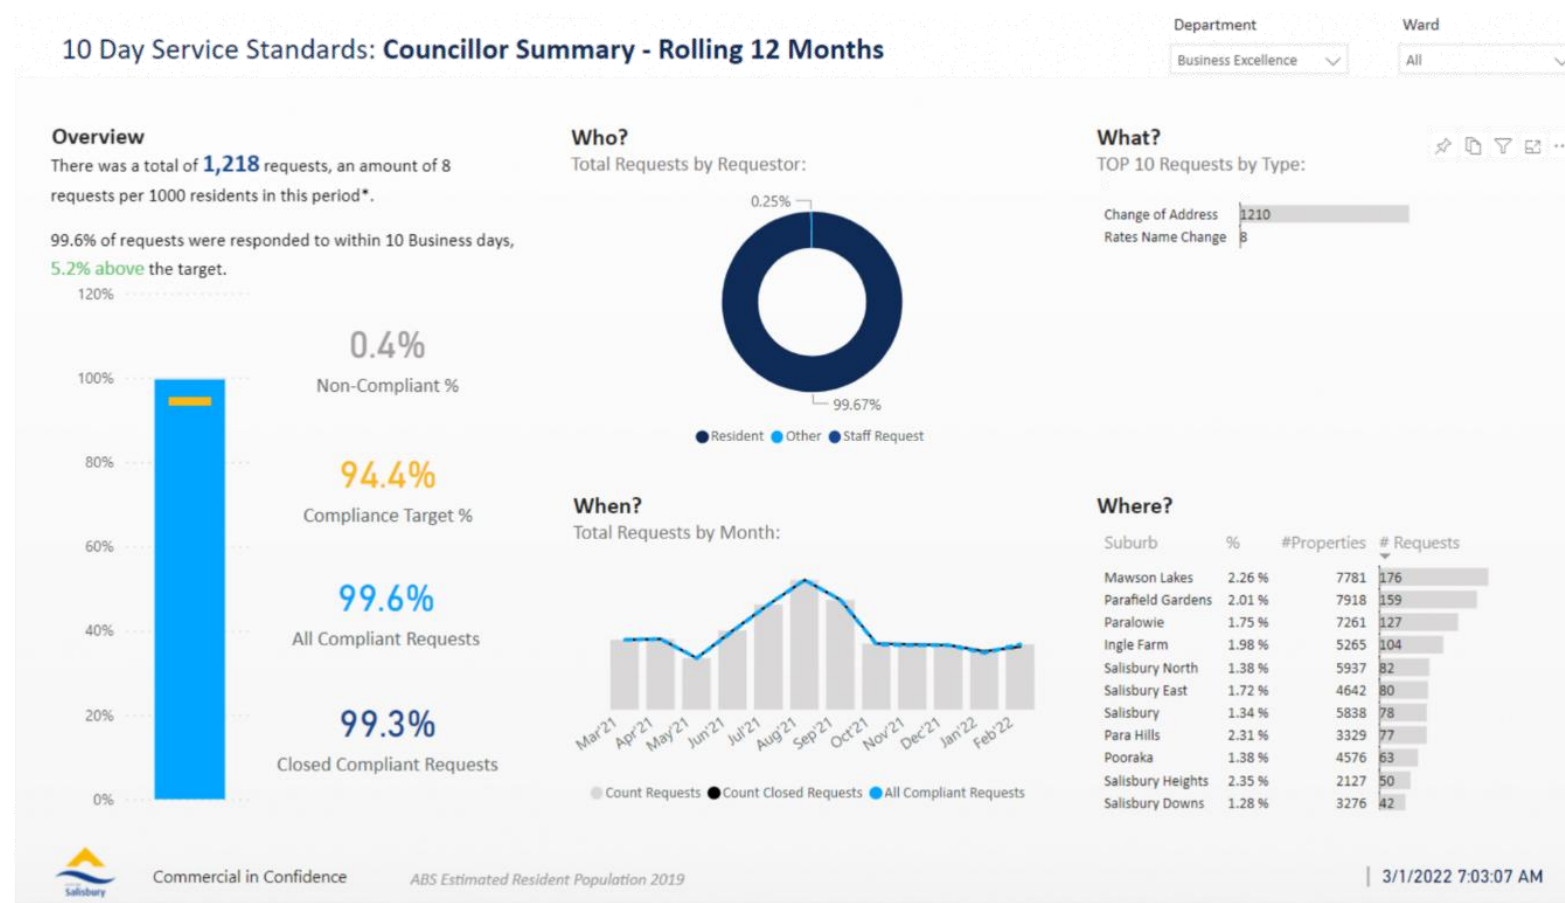 10 Day Service Standards: Councillor Summary - Rolling 12 Months
Department
Business Excellence
Ward
All
Overview
There was a total of 1,218 requests, an amount of 8
requests per 1000 residents in this period*.
99.6% of requests were responded to within 10 Business days,
5.2% above the target.
120%
100%
80%
60%
40%
20%
0%
0.4%
Non-Compliant %
94.4%
Compliance Target %
99.6%
All Compliant Requests
99.3%
Closed Compliant Requests
Who?
Total Requests by Requestor:
0.25%
99.67%
Resident Other Staff Request
When?
Total Requests by Month:
Mar'21 Apr'21 May'21 Jun'21 Jul'21 Aug'21 Sep'21 Oct'21 Nov'21 Dec'21 Jan'22 Feb'22
Count Requests Count Closed Requests All Compliant Requests
What?
TOP 10 Requests by Type:
Change of Address 1210
Rates Name Change 8
Where?
Suburb % #Properties # Requests
Mawson Lakes 2.26 % 7781 176
Parafield Gardens 2.01 % 7918 159
Paralowie 1.75 % 7261 127
Ingle Farm 1.98 % 5265 104
Salisbury North 1.38 % 5937 82
Salisbury East 1.72 % 4642 80
Salisbury 1.34 % 5838 78
Para Hills 2.31 % 3329 77
Pooraka 1.38 % 4576 63
Salisbury Heights 2.35 % 2127 50
Salisbury Downs 1.28 % 3276 42
Salisbury
Commercial in Confidence
ABS Estimated Resident Population 2019
3/1/2022 7:03:07 AM